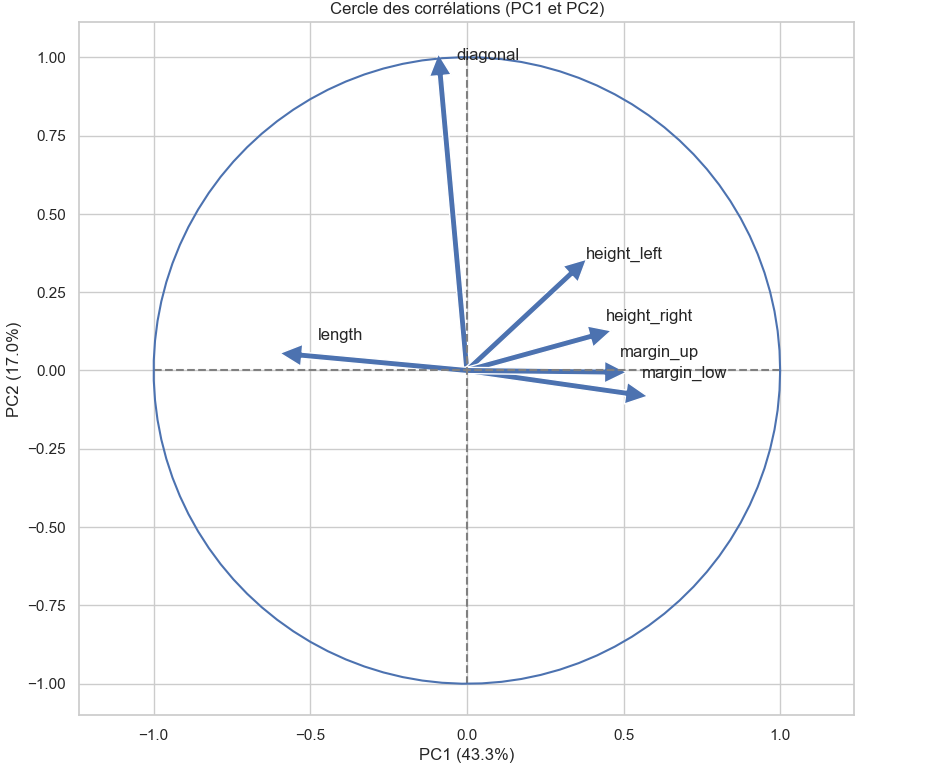 Cercle des corrélations (PC1 et PC2)
diagonal
height_left
height_right
length
margin_up
margin_low
PC2 (17.0%)
1.00
0.75
0.50
0.25
0.00
−0.25
−0.50
−0.75
−1.00
−1.0
−0.5
0.0
0.5
1.0
PC1 (43.3%)